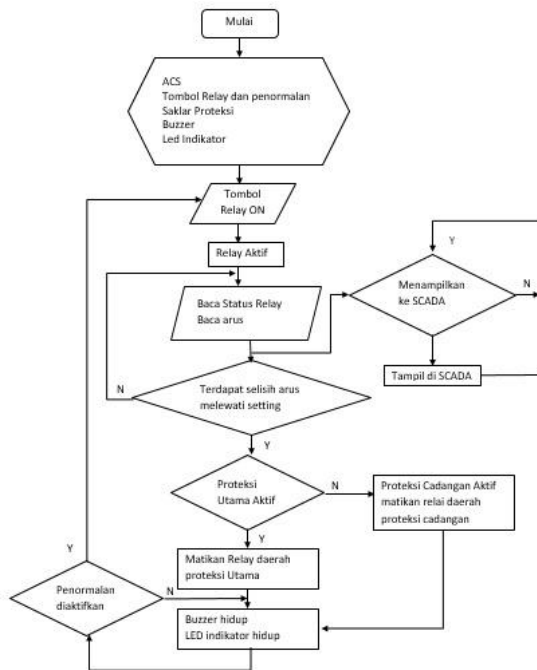 Mulai
ACS
Tombol Relay dan penormalan
Saklar Proteksi
Buzzer
Led Indikator
Tombol
Relay ON
Relay Aktif
Baca Status Relay
Baca arus
Y
Menampilkan
ke SCADA
N
Tampil di SCADA
N
Terdapat selisih arus
melewati setting
Y
Proteksi
Utama Aktif
N
Proteksi Cadangan Aktif
matikan relai daerah
proteksi cadangan
Y
Matikan Relay daerah
proteksi Utama
Y
Penormalan
diaktifkan
N
Buzzer hidup
LED indikator hidup